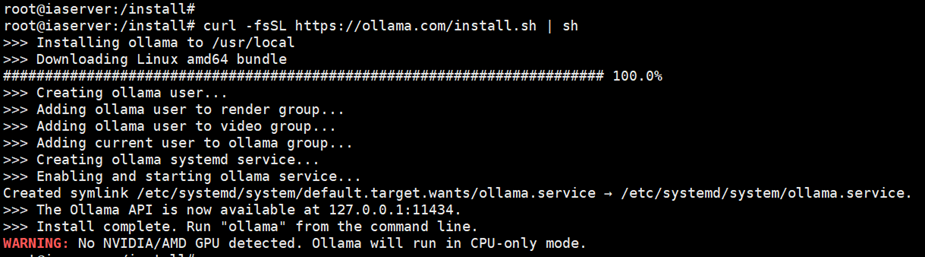 root@iaserver:/install#
root@iaserver:/install# curl -fsSL https://ollama.com/install.sh | sh
>>> Installing ollama to /usr/local
>>> Downloading Linux amd64 bundle
######################################################################## 100.0%
>>> Creating ollama user...
>>> Adding ollama user to render group...
>>> Adding ollama user to video group...
>>> Adding current user to ollama group...
>>> Creating ollama systemd service...
>>> Enabling and starting ollama service...
Created symlink /etc/systemd/system/default.target.wants/ollama.service → /etc/systemd/system/ollama.service.
>>> The Ollama API is now available at 127.0.0.1:11434.
>>> Install complete. Run "ollama" from the command line.
WARNING: No NVIDIA/AMD GPU detected. Ollama will run in CPU-only mode.
root@iaserver:/install#